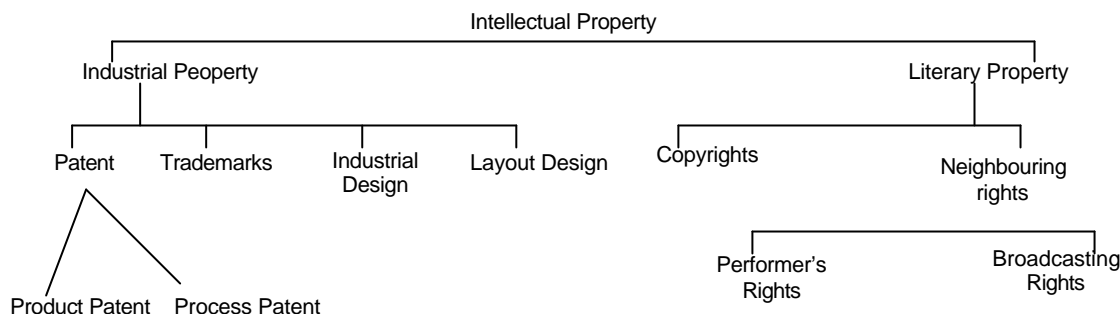 Intellectual Property
Industrial Peoperty
Literary Property
Patent
Trademarks
Industrial
Design
Layout Design
Copyrights
Neighbouring
rights
Performer's
Rights
Broadcasting
Rights
Product Patent
Process Patent